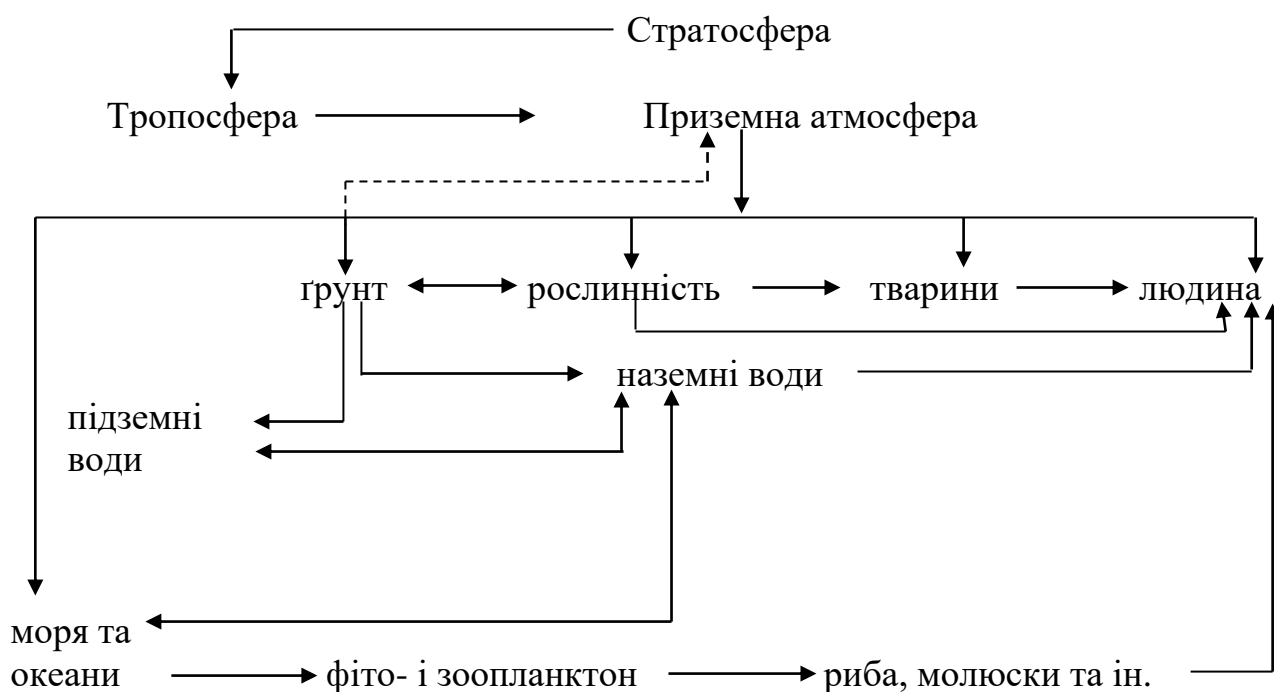 Стратосфера
Тропосфера Приземна атмосфера
ґрунт рослинність тварини людина
наземні води
підземні
води
моря та
океани фіто- і зоопланктон риба, молюски та ін.